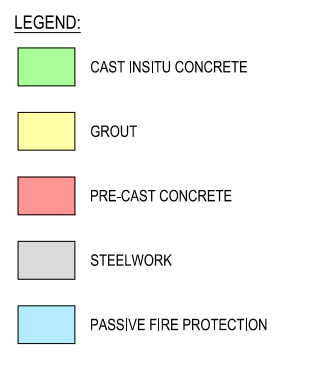 LEGEND:
CAST INSITU CONCRETE
GROUT
PRE-CAST CONCRETE
STEELWORK
PASSIVE FIRE PROTECTION